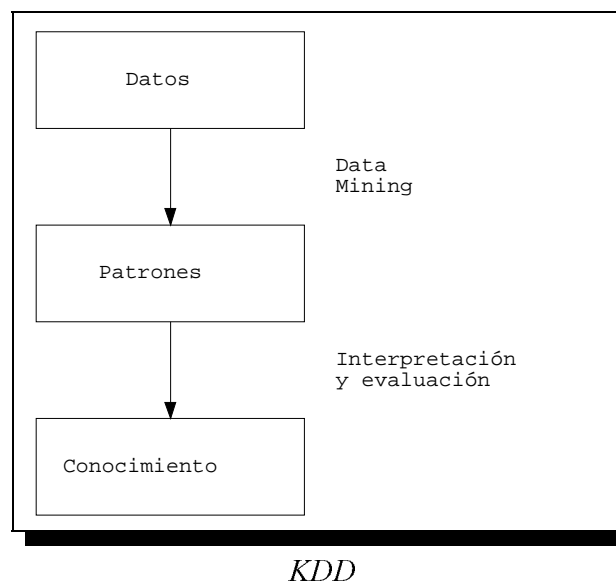 Datos
Data
Mining
Patrones
Interpretación
y evaluación
Conocimiento
KDD